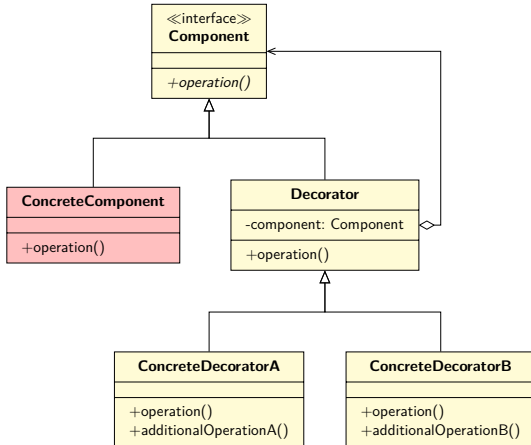 ≪interface≫
Component
+operation()
ConcreteComponent
+operation()
Decorator
-component: Component
+operation()
ConcreteDecoratorA
+operation()
+additionalOperationA()
ConcreteDecoratorB
+operation()
+additionalOperationB()